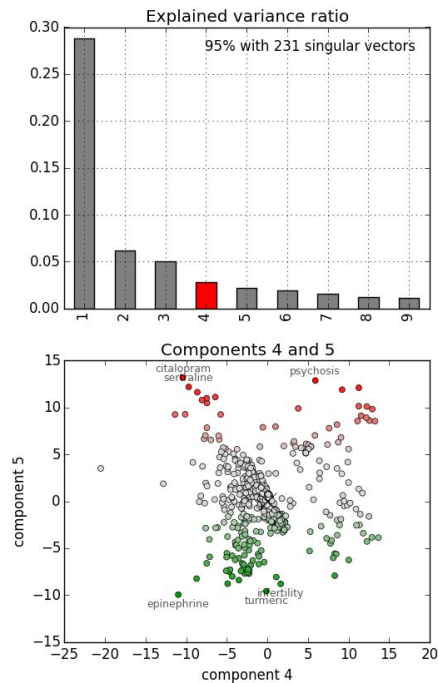 Explained variance ratio
95% with 231 singular vectors
0.30
0.25
0.20
0.15
0.10
0.05
0.00
1 2 3 4 5 6 7 8 9
Components 4 and 5
citalopram
sertraline
psychosis
epinephrine
infertility
turmeric
15
10
5
0
−5
−10
−15
component 5
−25 −20 −15 −10 −5 0 5 10 15 20
component 4